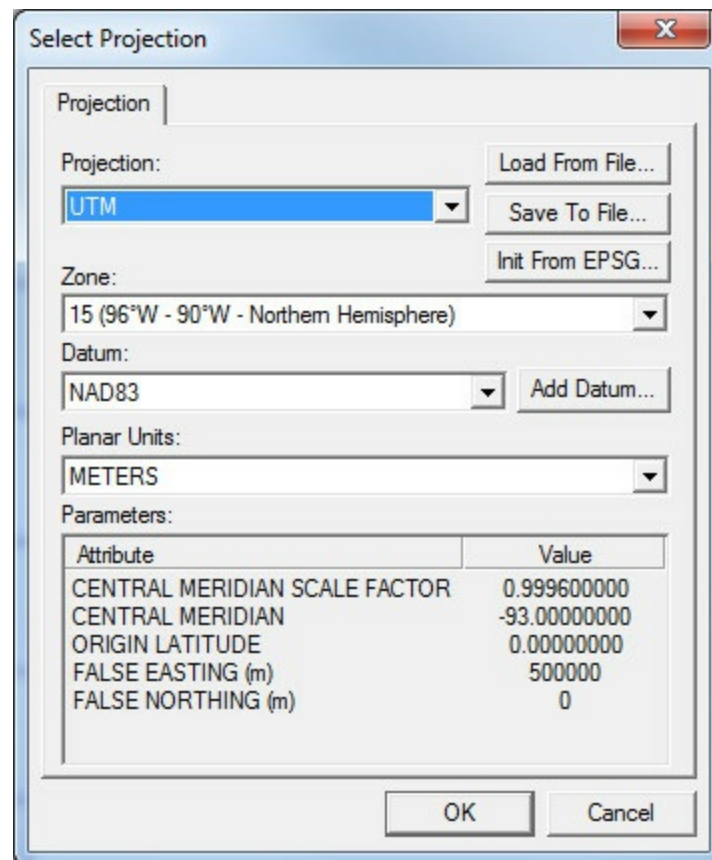 Select Projection
Projection
Projection:
Load From File...
UTM
Save To File...
Init From EPSG...
Zone:
15 (96°W - 90°W - Northern Hemisphere)
Datum:
NAD83
Add Datum...
Planar Units:
METERS
Parameters:
Attribute Value
CENTRAL MERIDIAN SCALE FACTOR 0.999600000
CENTRAL MERIDIAN -93.00000000
ORIGIN LATITUDE 0.00000000
FALSE EASTING (m) 500000
FALSE NORTHING (m) 0
OK Cancel